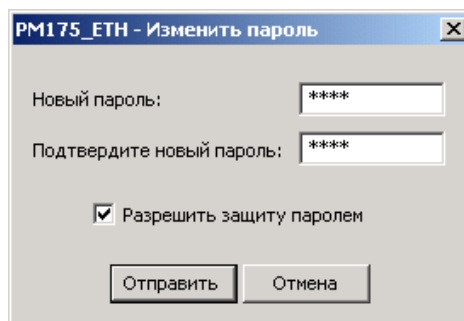 PM175_ETH - Изменить пароль
Новый пароль: ****
Подтвердите новый пароль: ****
Разрешить защиту паролем
Отправить Отмена